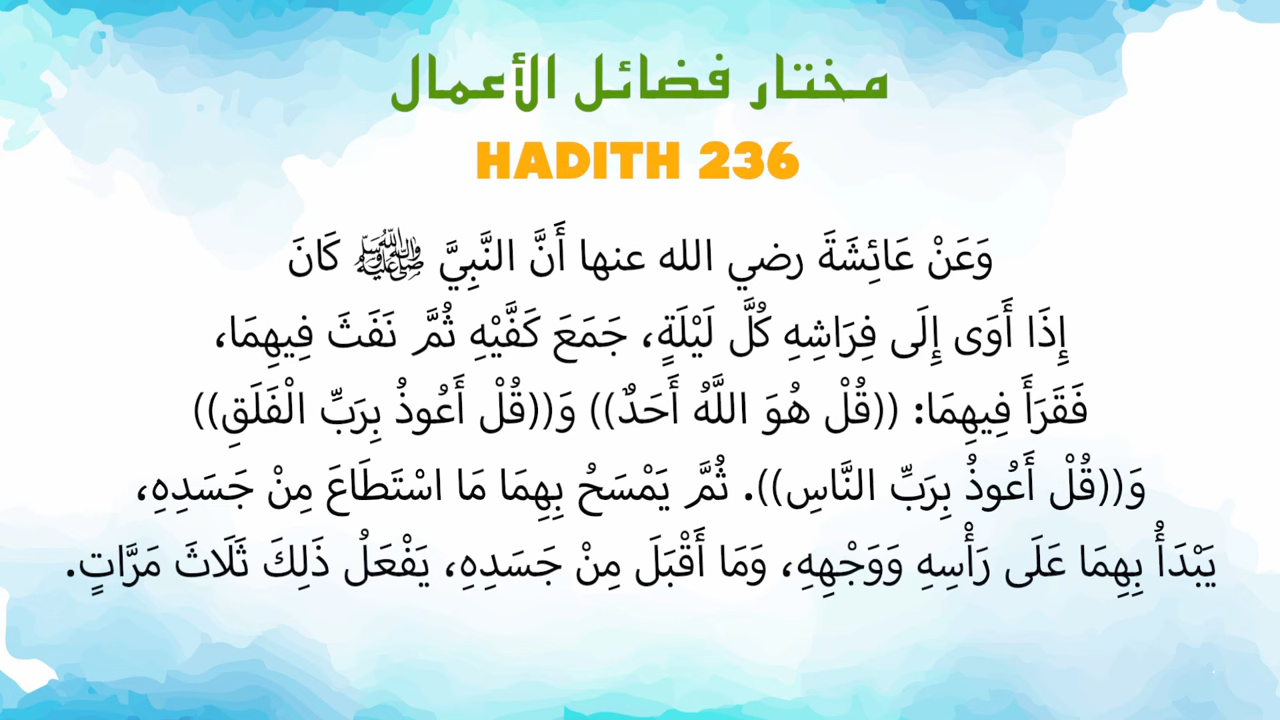 مختار فضائل الأعمال
HADITH 236
وَعَنْ عَائِشَةَ رضي الله عنها أَنَّ النَّبِيَّ ﷺ كَانَ
إِذَا أَوَى إِلَى فِرَاشِهِ كُلَّ لَيْلَةٍ، جَمَعَ كَفَّيْهِ ثُمَّ نَفَثَ فِيهِمَا،
فَقَرَأَ فِيهِمَا: ((قُلْ هُوَ اللَّهُ أَحَدٌ)) وَ((قُلْ أَعُوذُ بِرَبِّ الْفَلَقِ))
وَ((قُلْ أَعُوذُ بِرَبِّ النَّاسِ)). ثُمَّ يَمْسَحُ بِهِمَا مَا اسْتَطَاعَ مِنْ جَسَدِهِ،
يَبْدَأُ بِهِمَا عَلَى رَأْسِهِ وَوَجْهِهِ، وَمَا أَقْبَلَ مِنْ جَسَدِهِ، يَفْعَلُ ذَلِكَ ثَلَاثَ مَرَّاتٍ.